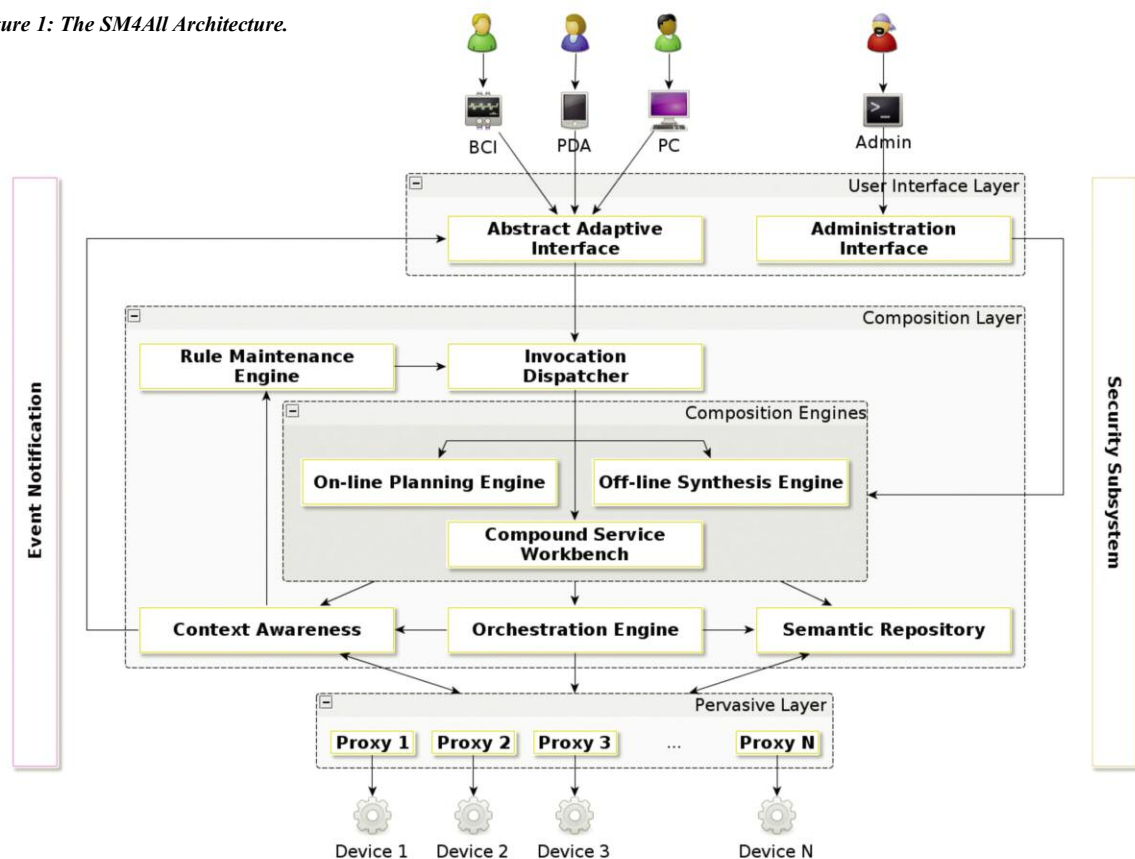 ure 1: The SM4All Architecture.
BCI
PDA
PC
Admin
User Interface Layer
Abstract Adaptive
Interface
Administration
Interface
Composition Layer
Rule Maintenance
Engine
Invocation
Dispatcher
Composition Engines
On-line Planning Engine
Off-line Synthesis Engine
Compound Service
Workbench
Context Awareness
Orchestration Engine
Semantic Repository
Pervasive Layer
Proxy 1
Proxy 2
Proxy 3
...
Proxy N
Device 1
Device 2
Device 3
Device N
Event Notification
Security Subsystem